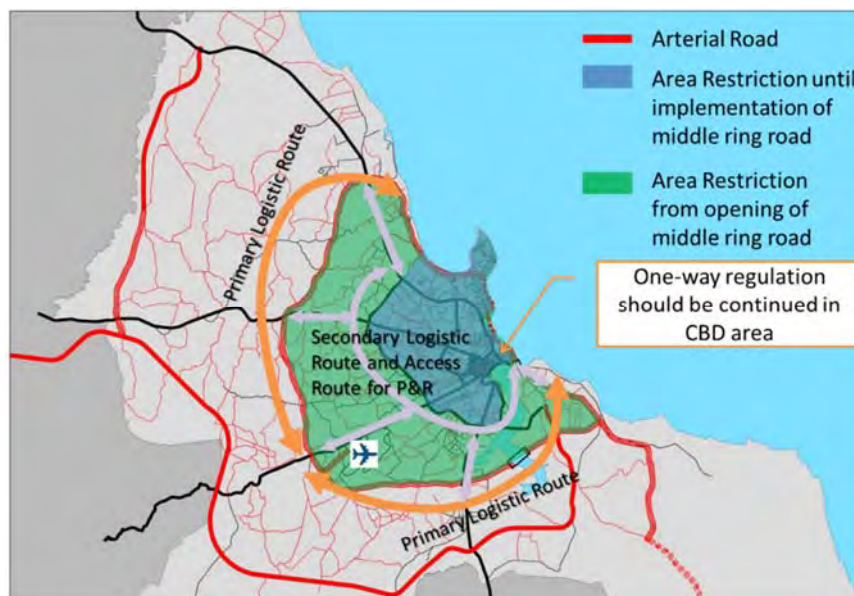 Arterial Road
Area Restriction until
implementation of
middle ring road
Area Restriction
from opening of
middle ring road
One-way regulation
should be continued in
CBD area
Primary Logistic Route
Secondary Logistic
Route and Access
Route for P&R
Primary Logistic Route